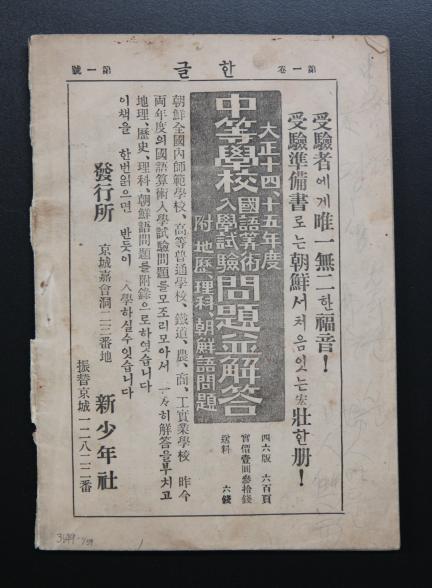 第一卷 한글 第一號
受驗者에게唯一無二한福音!
受驗準備書로는朝鮮서처음잇는宏壯한册!
大正十四、十五年度
中等學校 國語算術 入學試驗 問題並解答
附 地歷、理科、朝鮮語問題
四六版 六百頁
實價壹圓參拾錢
送料 六錢
朝鮮全國內師範學校、高等普通學校、鐵道、農、商、工實業學校 昨今
兩年度의國語算術入學試驗問題를모조리모아서 一々히解答을부치고
地理、歷史、理科、朝鮮語問題를附錄으로하엿습니다
이책을 한번읽으면 반듯이 入學하실수잇습니다
發行所 京城嘉會洞二三番地 新少年社
振替京城一二八二二番